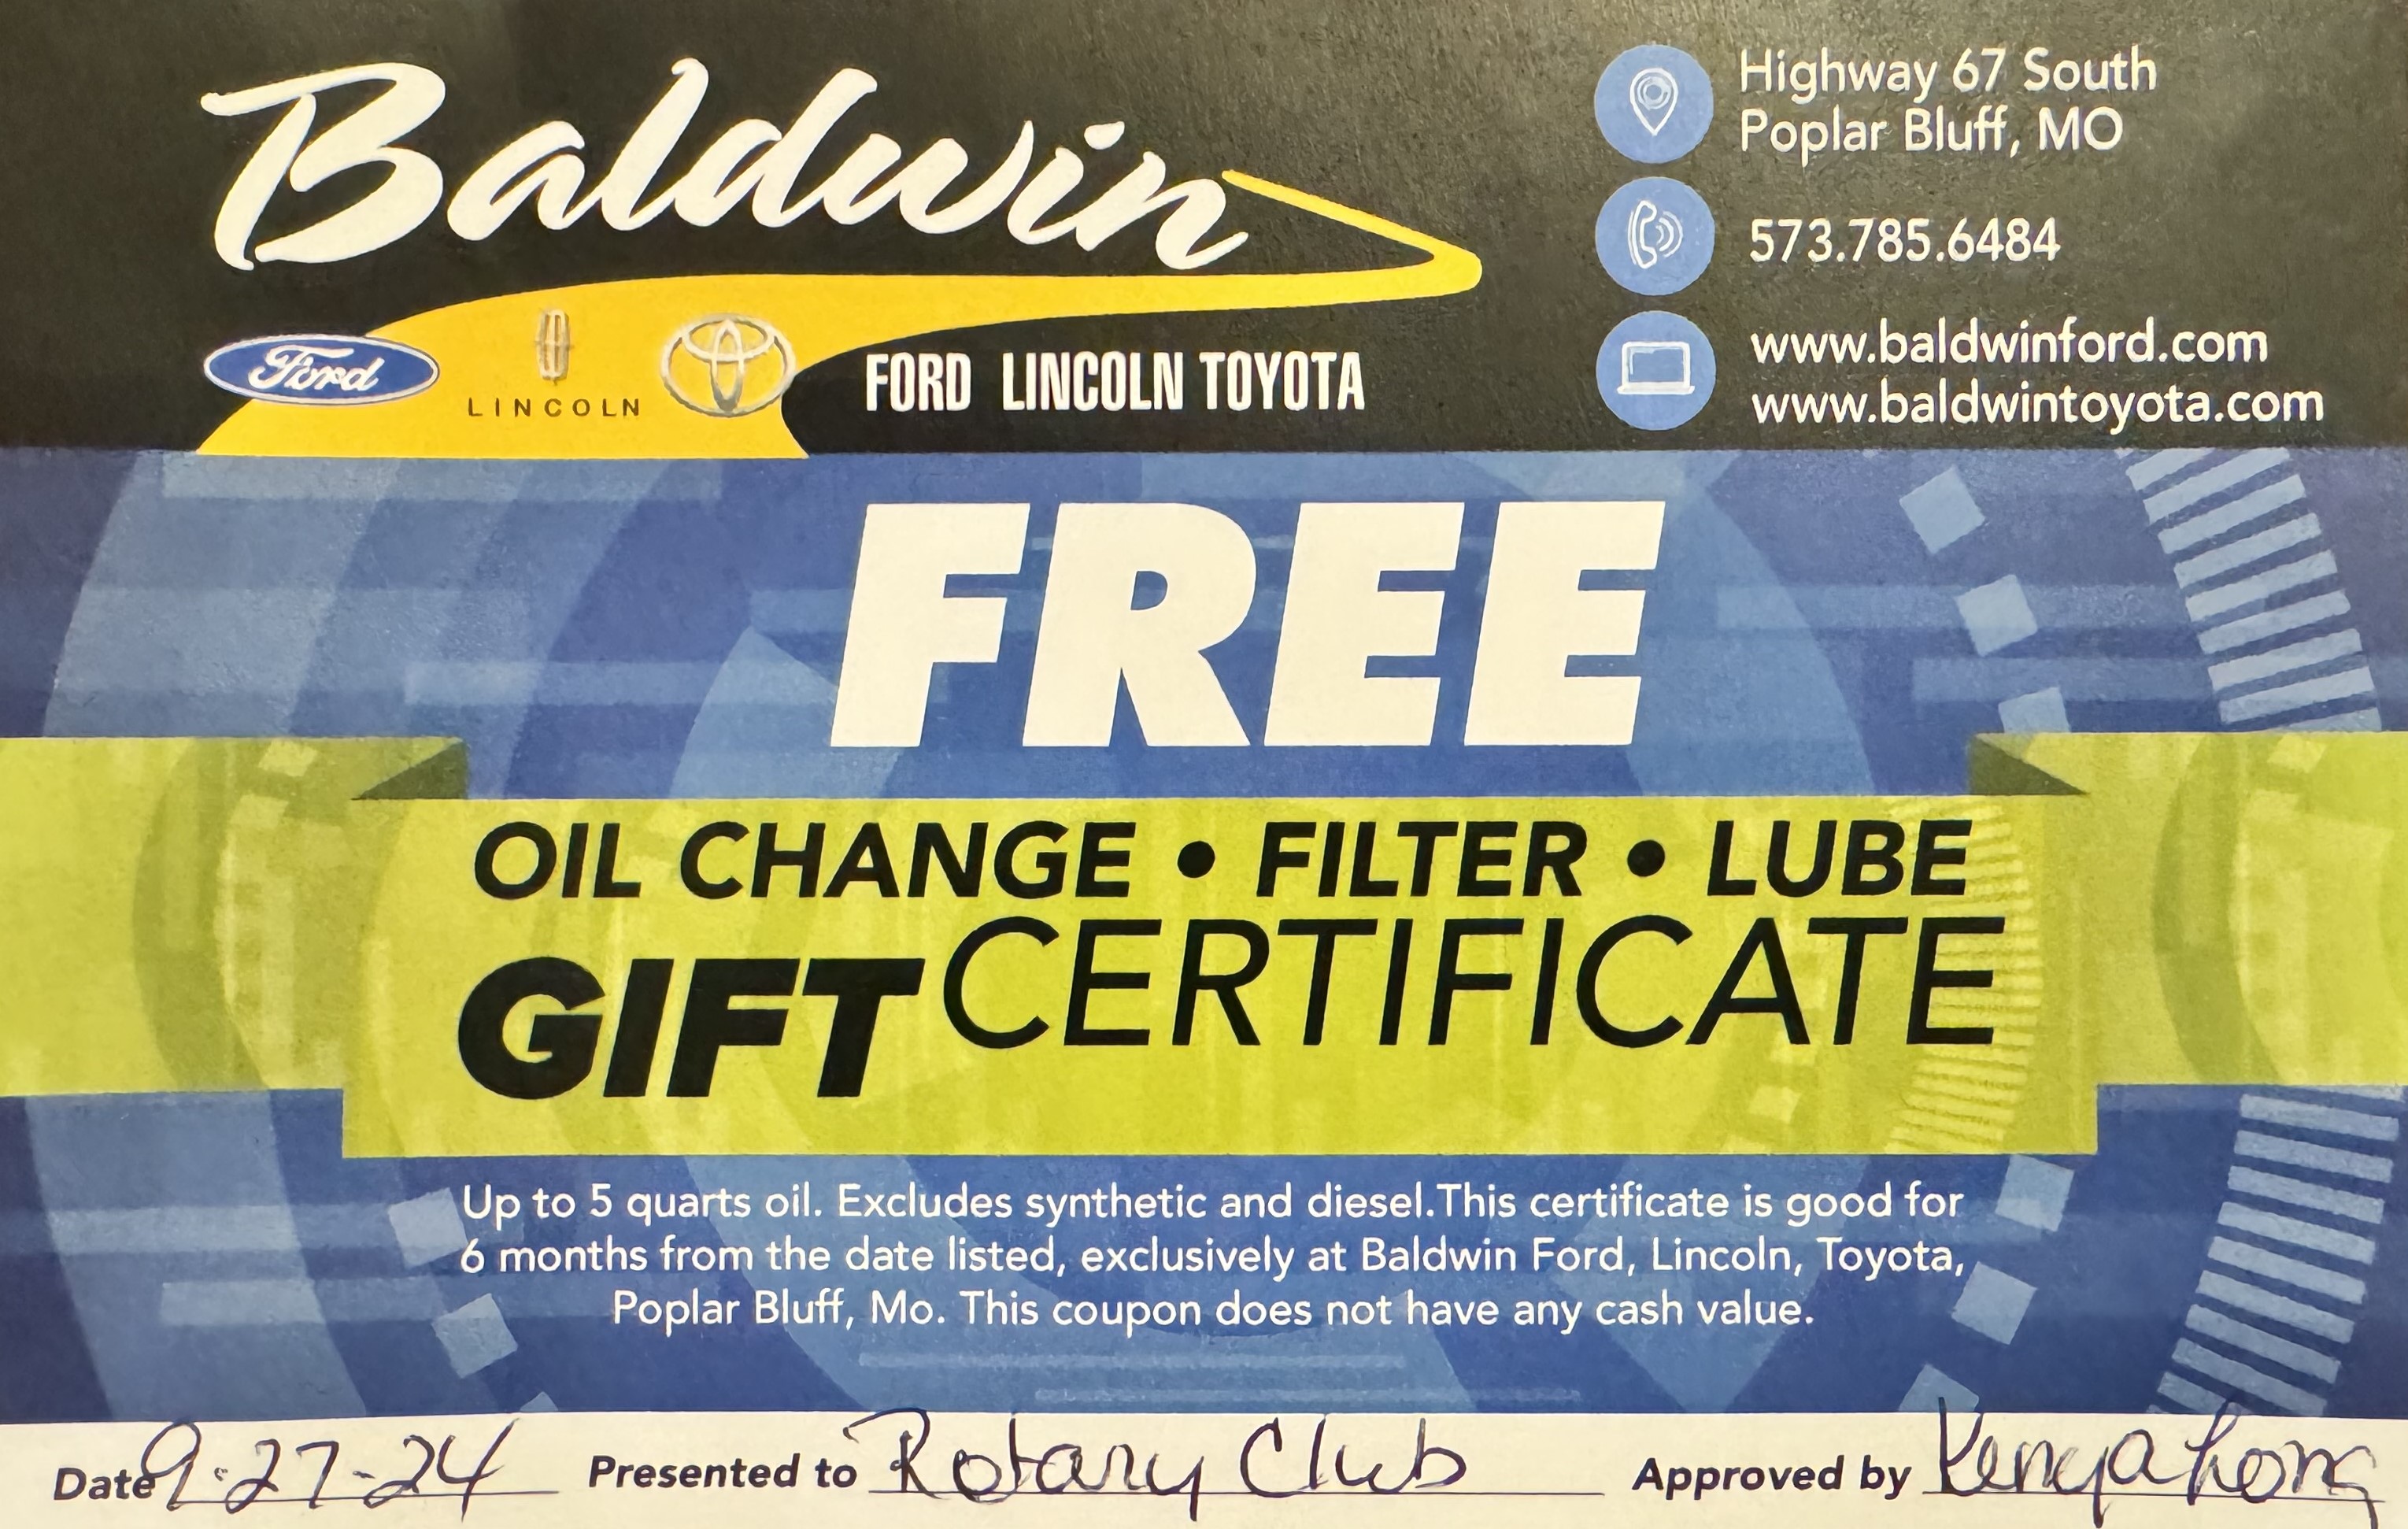 Baldwin
Ford
LINCOLN
FORD LINCOLN TOYOTA
Highway 67 South
Poplar Bluff, MO
573.785.6484
www.baldwinford.com
www.baldwintoyota.com
FREE
OIL CHANGE • FILTER • LUBE
GIFT CERTIFICATE
Up to 5 quarts oil. Excludes synthetic and diesel.This certificate is good for
6 months from the date listed, exclusively at Baldwin Ford, Lincoln, Toyota,
Poplar Bluff, Mo. This coupon does not have any cash value.
Date 9-27-24 Presented to Rotary Club Approved by Kenya Long